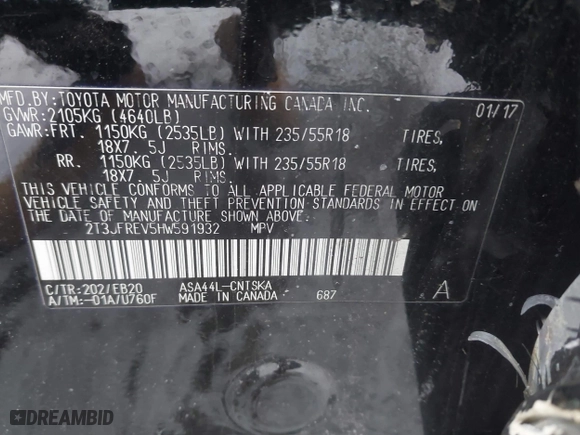 MFD.BY:TOYOTA MOTOR MANUFACTURING CANADA INC. 01/17
GVWR:2105KG (4640LB)
GAWR:FRT. 1150KG (2535LB) WITH 235/55R18 TIRES,
18X7.5J RIMS.
RR. 1150KG (2535LB) WITH 235/55R18 TIRES,
18X7.5J RIMS.
THIS VEHICLE CONFORMS TO ALL APPLICABLE FEDERAL MOTOR
VEHICLE SAFETY AND THEFT PREVENTION STANDARDS IN EFFECT ON
THE DATE OF MANUFACTURE SHOWN ABOVE.
2T3JFREV5HW591932 MPV
C/TR:202/EB20 ASA44L-CNTSKA
A/TM:-01A/U760F MADE IN CANADA 687 A
DREAMBID